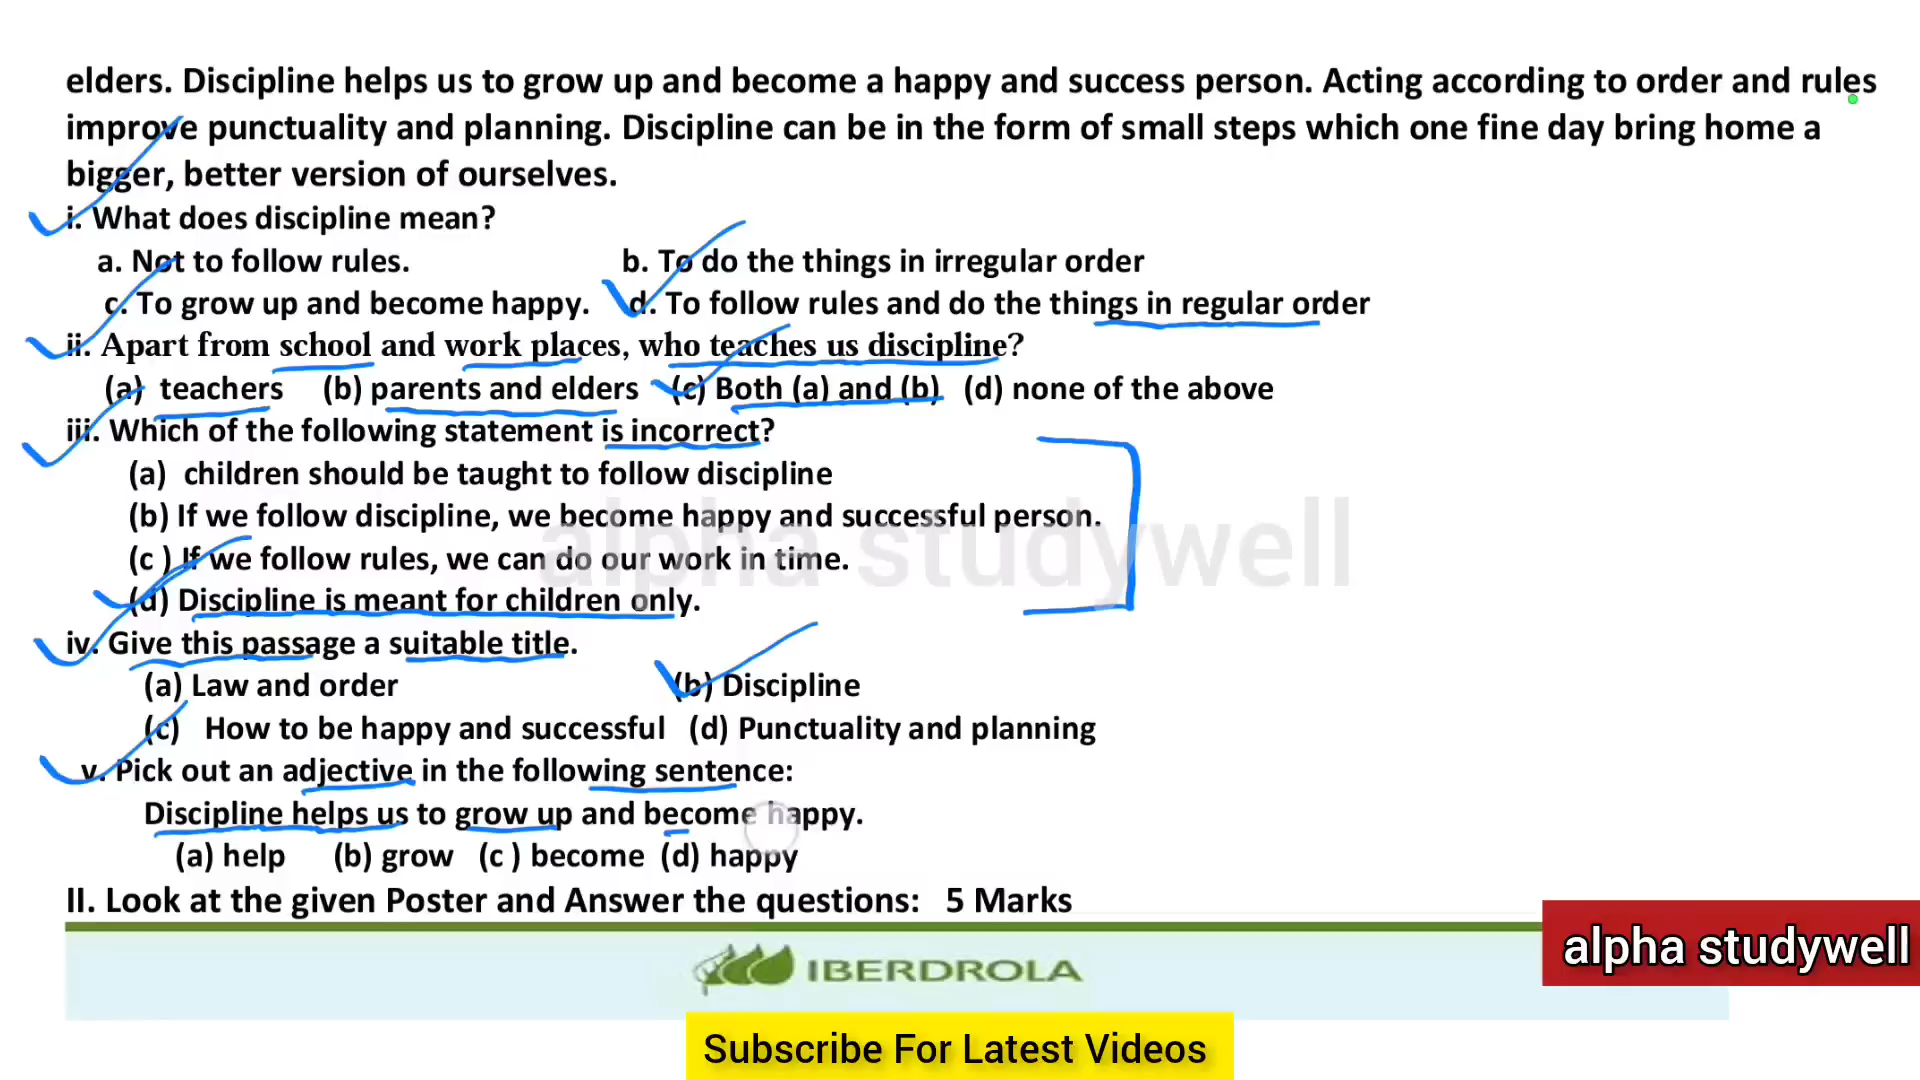 elders. Discipline helps us to grow up and become a happy and success person. Acting according to order and rules
improve punctuality and planning. Discipline can be in the form of small steps which one fine day bring home a
bigger, better version of ourselves.
i. What does discipline mean?
a. Not to follow rules. b. To do the things in irregular order
c. To grow up and become happy. d. To follow rules and do the things in regular order
ii. Apart from school and work places, who teaches us discipline?
(a) teachers (b) parents and elders (c) Both (a) and (b) (d) none of the above
iii. Which of the following statement is incorrect?
(a) children should be taught to follow discipline
(b) If we follow discipline, we become happy and successful person.
(c ) If we follow rules, we can do our work in time.
alpha studywell
(d) Discipline is meant for children only.
iv. Give this passage a suitable title.
(a) Law and order (b) Discipline
(c) How to be happy and successful (d) Punctuality and planning
v. Pick out an adjective in the following sentence:
Discipline helps us to grow up and become happy.
(a) help (b) grow (c ) become (d) happy
II. Look at the given Poster and Answer the questions: 5 Marks
alpha studywell
IBERDROLA
Subscribe For Latest Videos